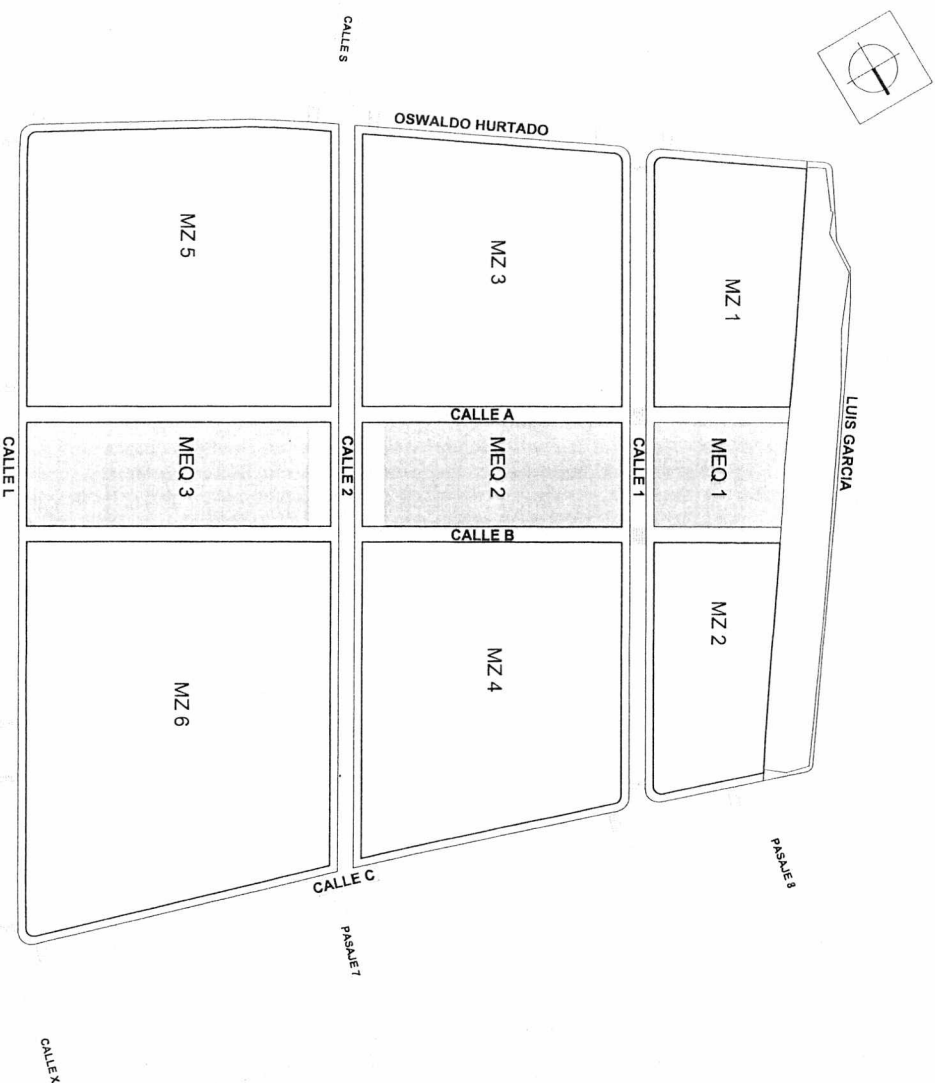 CALLE S
OSWALDO HURTADO
MZ 5
MZ 3
MZ 1
LUIS GARCIA
CALLE A
CALLE L
MEQ 3
CALLE 2
MEQ 2
CALLE 1
MEQ 1
CALLE B
MZ 6
MZ 4
MZ 2
CALLE C
PASAJE 8
PASAJE 7
CALLE X